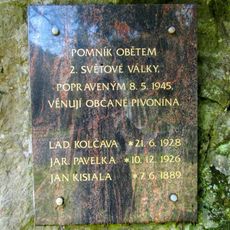 POMNÍK OBĚTEM
2. SVĚTOVÉ VÁLKY,
POPRAVENÝM 8. 5. 1945,
VĚNUJÍ OBČANÉ PIVONÍNA
LAD. KOLČAVA *21. 6. 1928
JAR. PAVELKA *10. 12. 1926
JAN KISIALA *2. 6. 1889